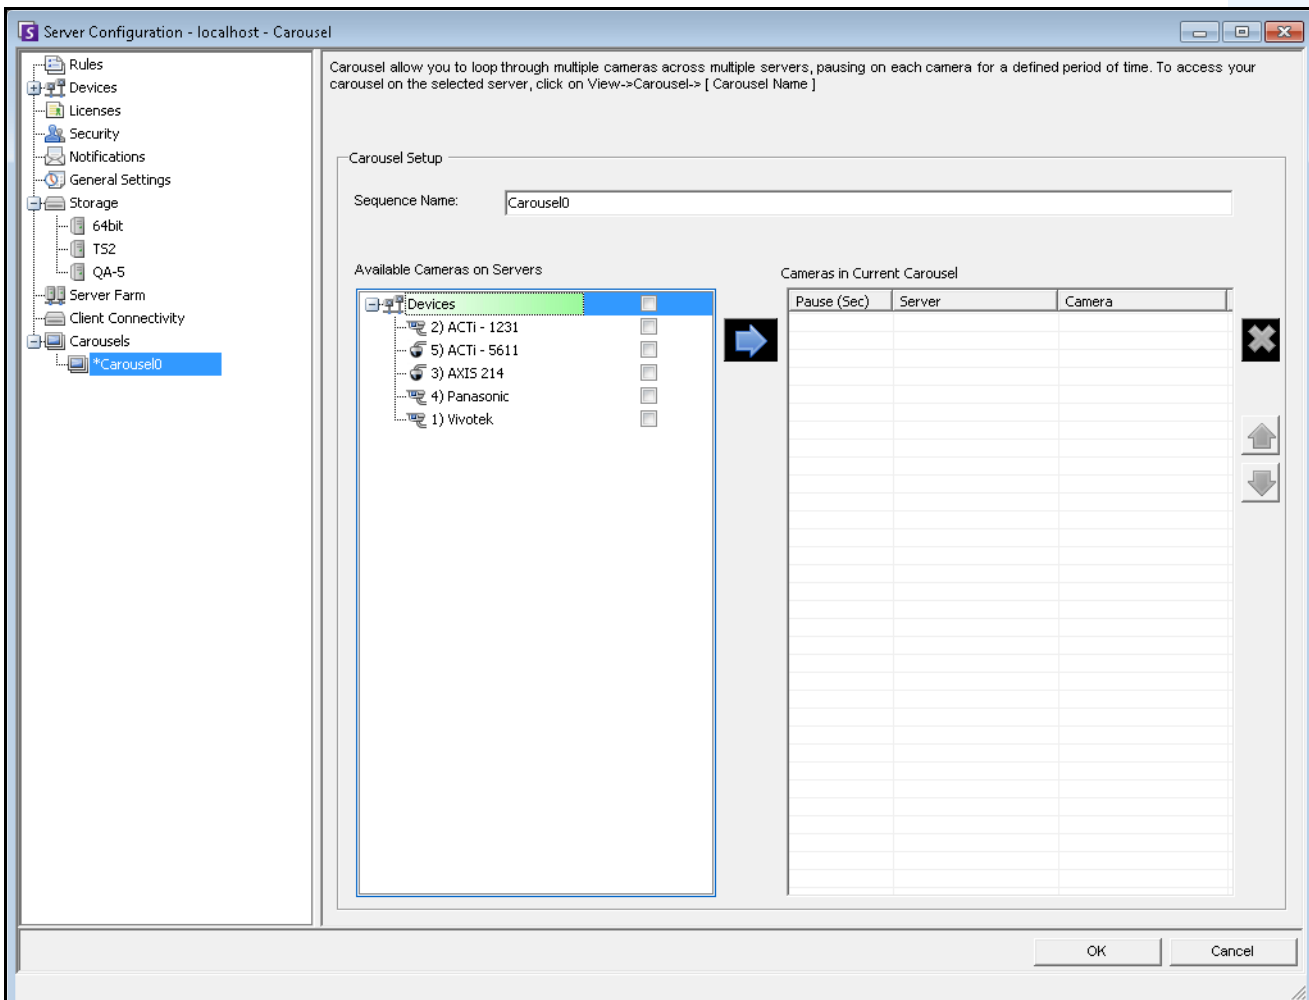 Server Configuration - localhost - Carousel
Rules
Devices
Licenses
Security
Notifications
General Settings
Storage
64bit
TS2
QA-5
Server Farm
Client Connectivity
Carousels
*Carousel0
Carousel allow you to loop through multiple cameras across multiple servers, pausing on each camera for a defined period of time. To access your
carousel on the selected server, click on View->Carousel-> [ Carousel Name ]
Carousel Setup
Sequence Name:
Carousel0
Available Cameras on Servers
Devices
2) ACTi - 1231
5) ACTi - 5611
3) AXIS 214
4) Panasonic
1) Vivotek
Cameras in Current Carousel
Pause (Sec) Server Camera
OK Cancel